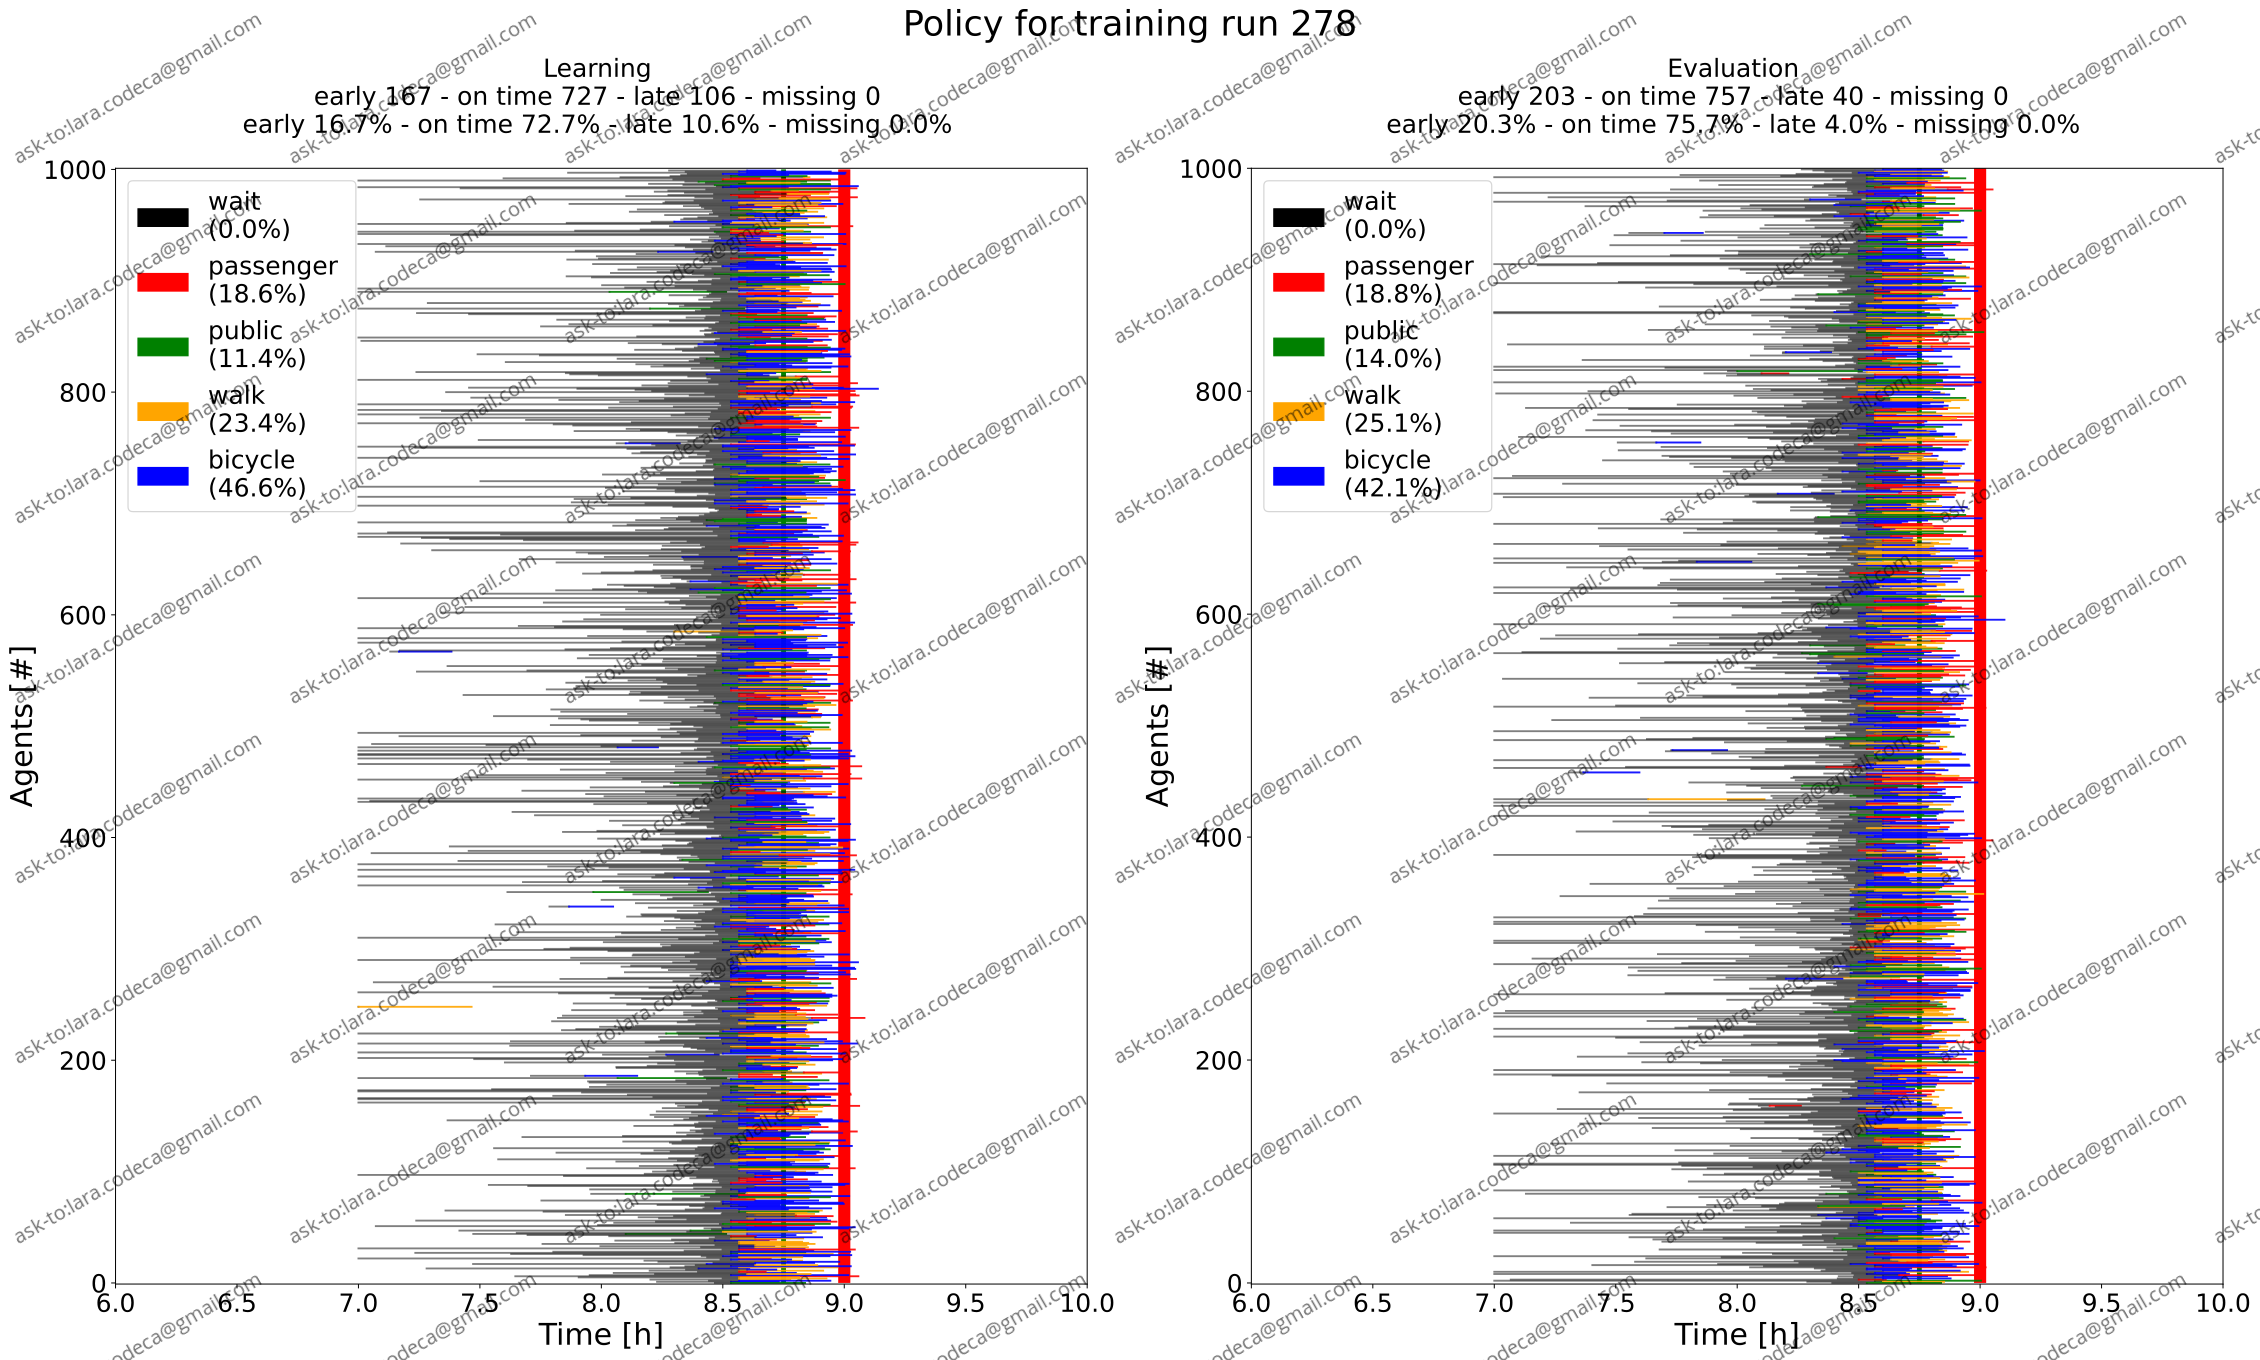 Policy for training run 278
Learning
early 167 - on time 727 - late 106 - missing 0
early 16.7% - on time 72.7% - late 10.6% - missing 0.0%
wait
(0.0%)
passenger
(18.6%)
public
(11.4%)
walk
(23.4%)
bicycle
(46.6%)
1000
800
600
400
200
0
Agents [#]
6.0 6.5 7.0 7.5 8.0 8.5 9.0 9.5 10.0
Time [h]
Evaluation
early 203 - on time 757 - late 40 - missing 0
early 20.3% - on time 75.7% - late 4.0% - missing 0.0%
wait
(0.0%)
passenger
(18.8%)
public
(14.0%)
walk
(25.1%)
bicycle
(42.1%)
1000
800
600
400
200
0
Agents [#]
6.0 6.5 7.0 7.5 8.0 8.5 9.0 9.5 10.0
Time [h]
ask-to:lara.codeca@gmail.com